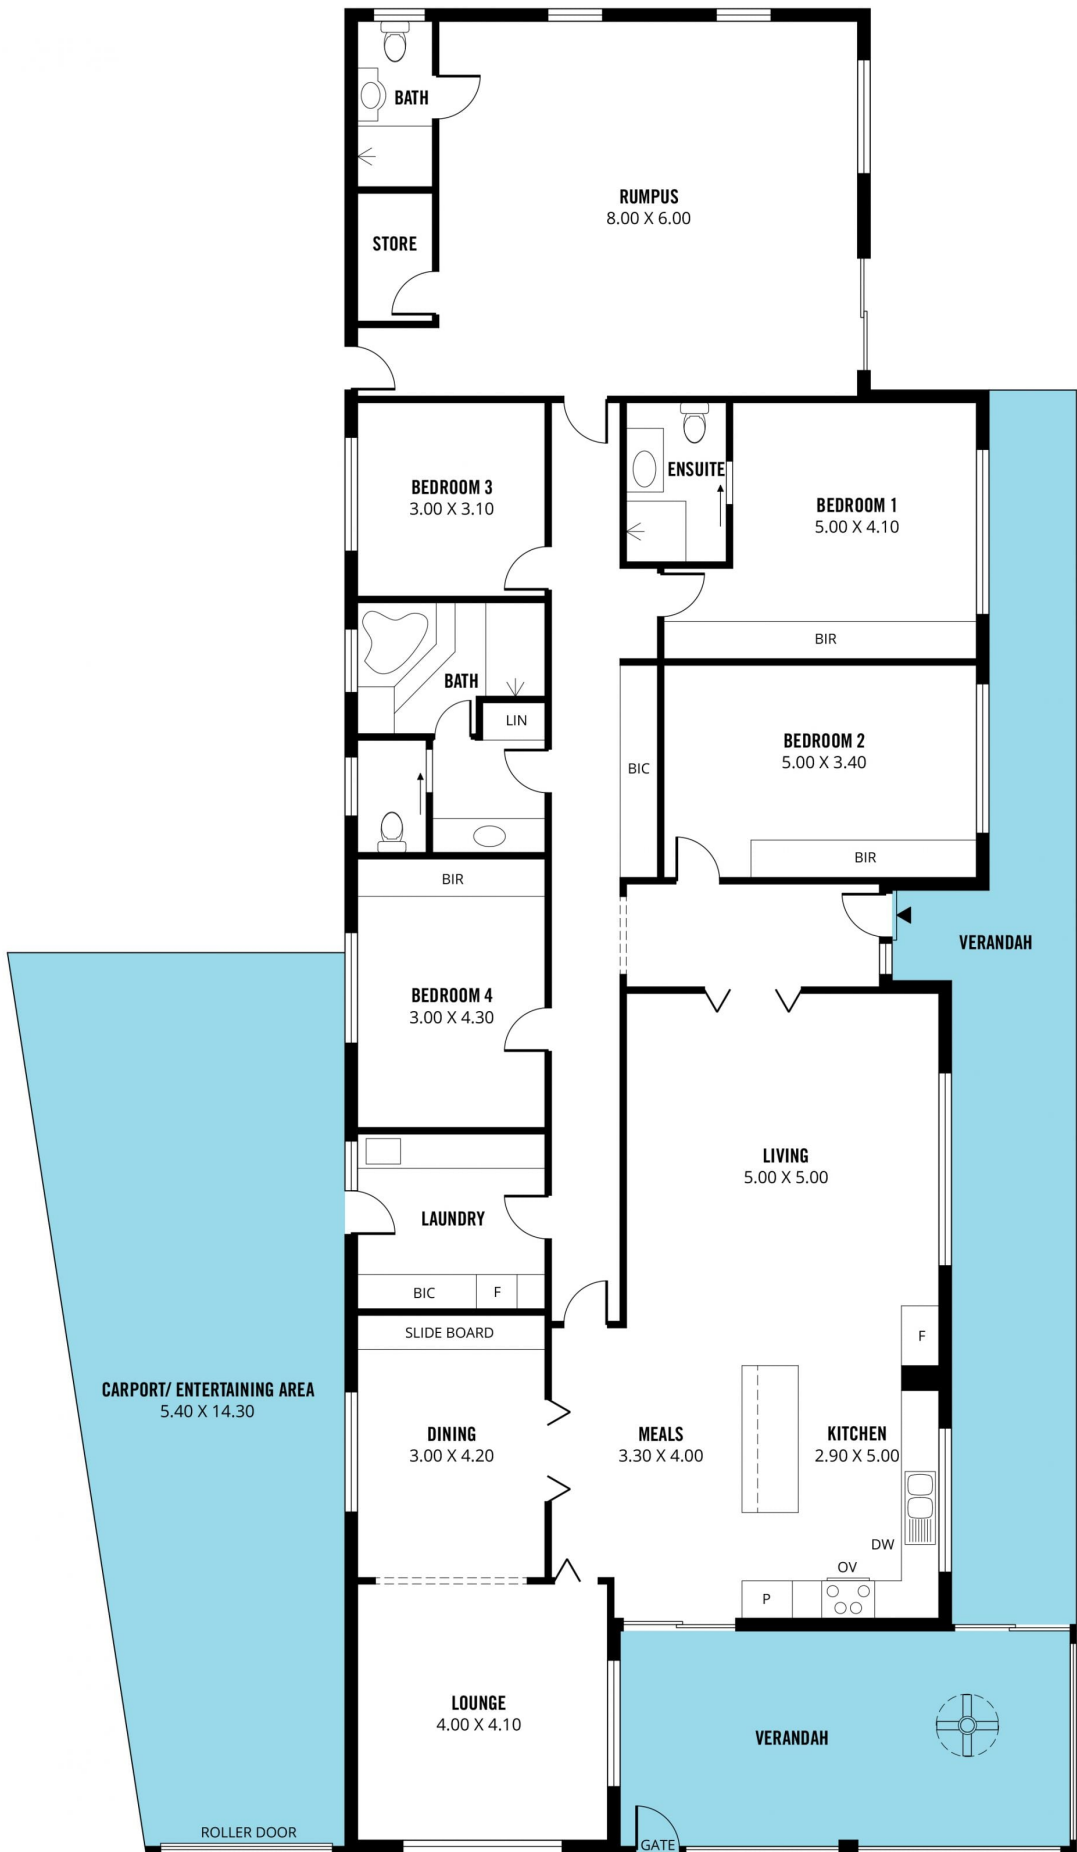 BATH
RUMPUS
8.00 X 6.00
STORE
BEDROOM 3
3.00 X 3.10
ENSUITE
BEDROOM 1
5.00 X 4.10
BIR
BATH
LIN
BEDROOM 2
5.00 X 3.40
BIC
BIR
BIR
VERANDAH
BEDROOM 4
3.00 X 4.30
LIVING
5.00 X 5.00
LAUNDRY
BIC
F
SLIDE BOARD
F
CARPORT/ ENTERTAINING AREA
5.40 X 14.30
DINING
3.00 X 4.20
MEALS
3.30 X 4.00
KITCHEN
2.90 X 5.00
DW
OV
P
LOUNGE
4.00 X 4.10
VERANDAH
ROLLER DOOR
GATE